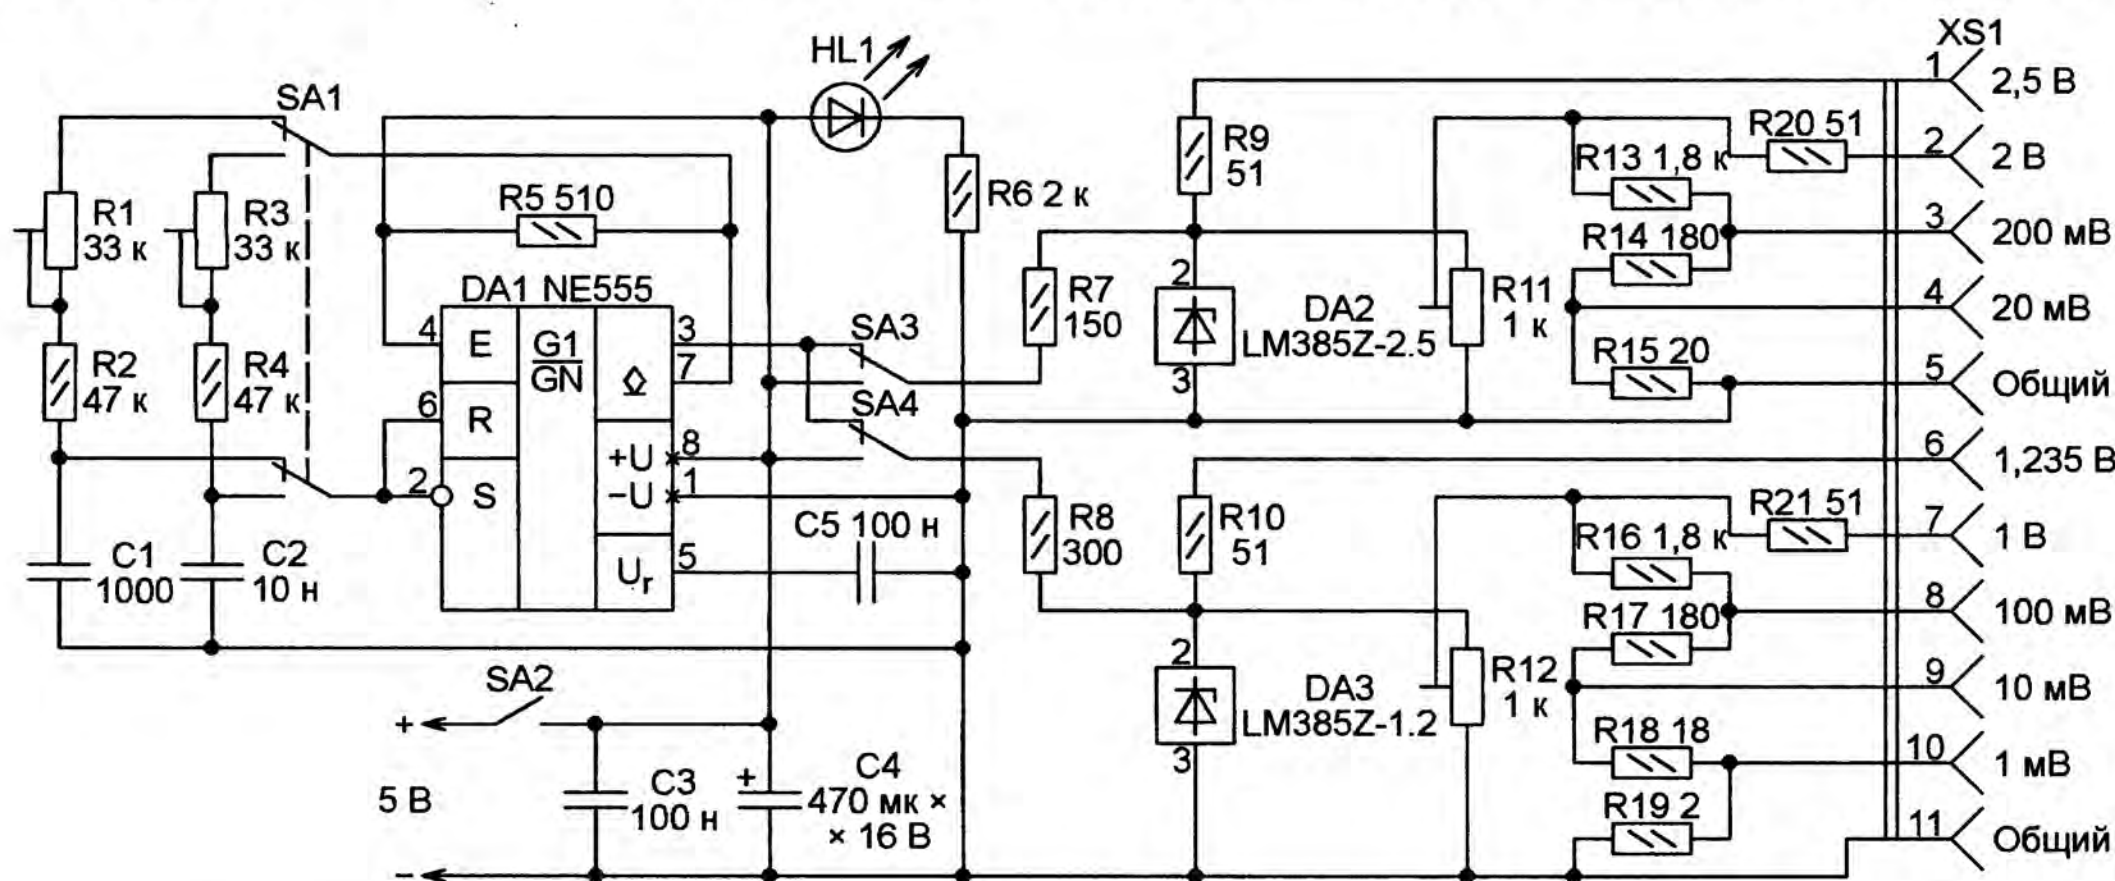 XS1
HL1
SA1
1
2,5 В
R20 51
2
2 В
R13 1,8 к
R9
51
R6 2 к
R5 510
R1
33 к
R3
33 к
3
200 мВ
R14 180
DA1 NE555
2
R7
150
DA2
LM385Z-2.5
R11
1 к
4
20 мВ
4
E
G1
GN
3
7
SA3
R2
47 к
R4
47 к
3
R15 20
5
Общий
6
R
SA4
+U
8
6
1,235 В
2
S
−U
1
C5 100 н
R8
300
R10
51
R21 51
7
1 В
R16 1,8 к
C1
1000
C2
10 н
Ur
5
R17 180
8
100 мВ
SA2
2
DA3
LM385Z-1.2
R12
1 к
9
10 мВ
+
3
R18 18
10
1 мВ
5 В
C3
100 н
+
C4
470 мк ×
× 16 В
R19 2
11
Общий
−